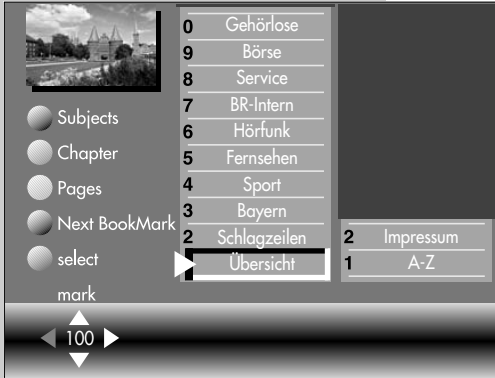 0 Gehörlose
9 Börse
8 Service
7 BR-Intern
6 Hörfunk
5 Fernsehen
4 Sport
3 Bayern
2 Schlagzeilen
Übersicht
2 Impressum
1 A-Z
Subjects
Chapter
Pages
Next BookMark
select
mark
100